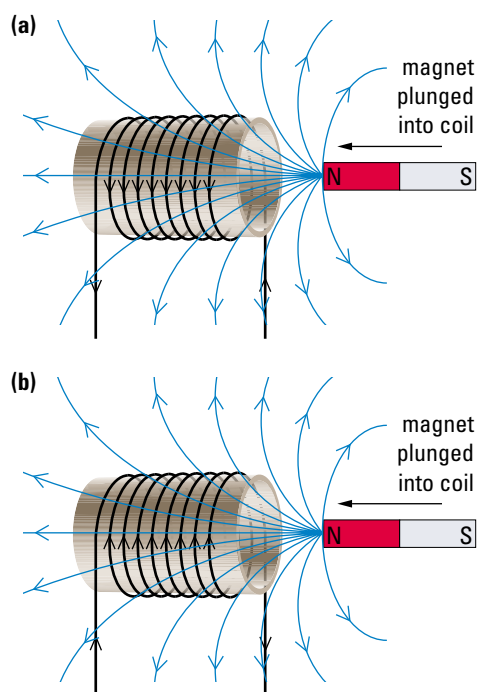 (a)
magnet
plunged
into coil
N S
(b)
magnet
plunged
into coil
N S